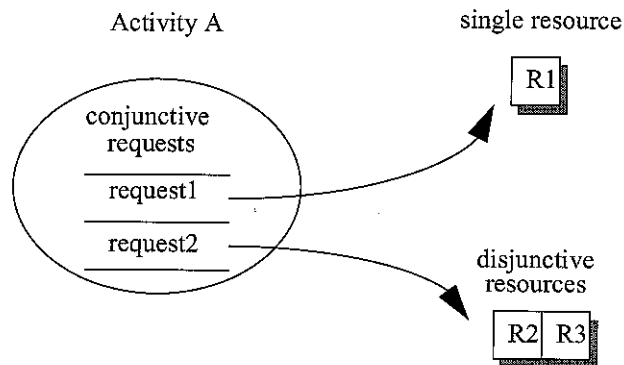 Activity A
single resource
R1
conjunctive
requests
request1
request2
disjunctive
resources
R2 R3